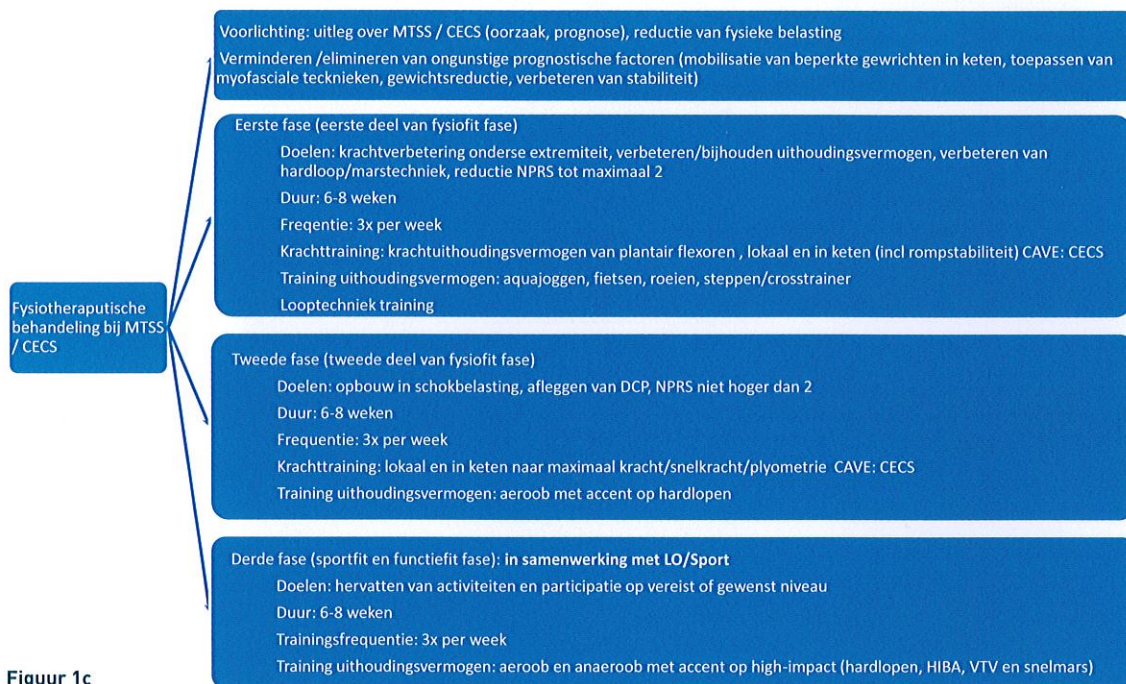 Voorlichting: uitleg over MTSS / CECS (oorzaak, prognose), reductie van fysieke belasting
Verminderen /elimineren van ongunstige prognostische factoren (mobilisatie van beperkte gewrichten in keten, toepassen van
myofasciale tecknieken, gewichtsreductie, verbeteren van stabiliteit)
Eerste fase (eerste deel van fysiofit fase)
Doelen: krachtverbetering onderse extremiteit, verbeteren/bijhouden uithoudingsvermogen, verbeteren van
hardloop/marstechniek, reductie NPRS tot maximaal 2
Duur: 6-8 weken
Freqentie: 3x per week
Krachttraining: krachtuithoudingsvermogen van plantair flexoren , lokaal en in keten (incl rompstabiliteit) CAVE: CECS
Training uithoudingsvermogen: aquajoggen, fietsen, roeien, steppen/crosstrainer
Looptechniek training
Fysiotheraputische
behandeling bij MTSS
/ CECS
Tweede fase (tweede deel van fysiofit fase)
Doelen: opbouw in schokbelasting, afleggen van DCP, NPRS niet hoger dan 2
Duur: 6-8 weken
Frequentie: 3x per week
Krachttraining: lokaal en in keten naar maximaal kracht/snelkracht/plyometrie CAVE: CECS
Training uithoudingsvermogen: aeroob met accent op hardlopen
Derde fase (sportfit en functiefit fase): in samenwerking met LO/Sport
Doelen: hervatten van activiteiten en participatie op vereist of gewenst niveau
Duur: 6-8 weken
Trainingsfrequentie: 3x per week
Training uithoudingsvermogen: aeroob en anaeroob met accent op high-impact (hardlopen, HIBA, VTV en snelmars)
Figuur 1c